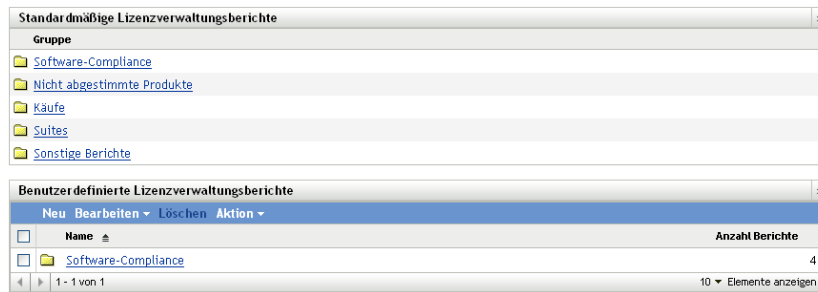 Standardmäßige Lizenzverwaltungsberichte
Gruppe
Software-Compliance
Nicht abgestimmte Produkte
Käufe
Suites
Sonstige Berichte
Benutzerdefinierte Lizenzverwaltungsberichte
Neu Bearbeiten Löschen Aktion
Name Anzahl Berichte
Software-Compliance 4
1 - 1 von 1 10 Elemente anzeigen